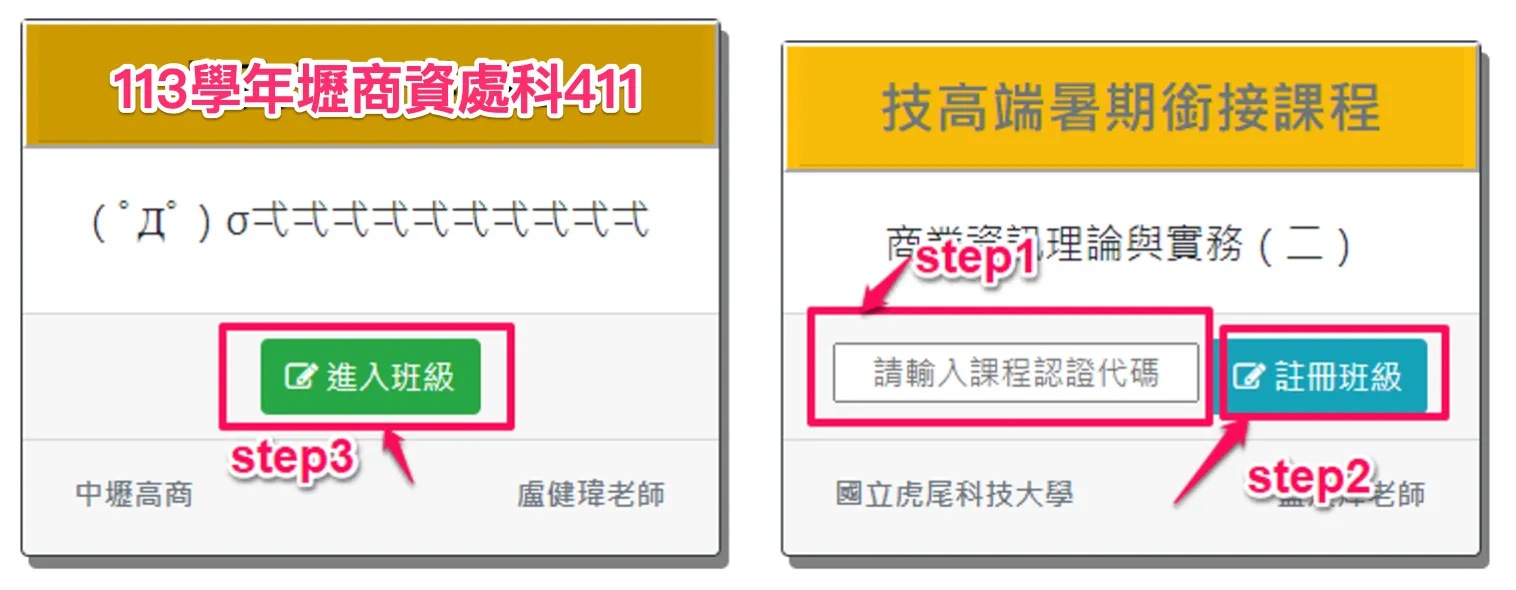 113學年壢商資處科411
( ﾟДﾟ) σ弌弌弌弌弌弌弌弌弌弌
進入班級
step3
中壢高商
盧健瑋老師
技高端暑期銜接課程
商業資訊理論與實務(二)
step1
請輸入課程認證代碼
註冊班級
step2
國立虎尾科技大學
老師